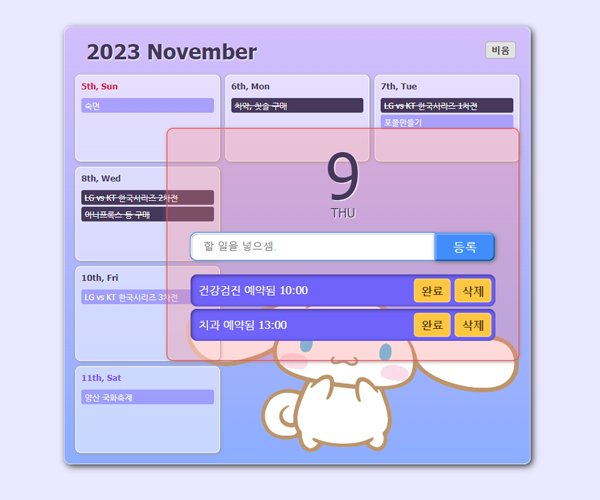 2023 November
비움
5th, Sun
숙면
6th, Mon
치약, 칫솔 구매
7th, Tue
LG vs KT 한국시리즈 1차전
포폴만들기
8th, Wed
LG vs KT 한국시리즈 2차전
아나프록스 등 구매
9
THU
할 일을 넣으셈.
등록
건강검진 예약됨 10:00
완료
삭제
치과 예약됨 13:00
완료
삭제
10th, Fri
LG vs KT 한국시리즈 3차전
11th, Sat
양산 국화축제